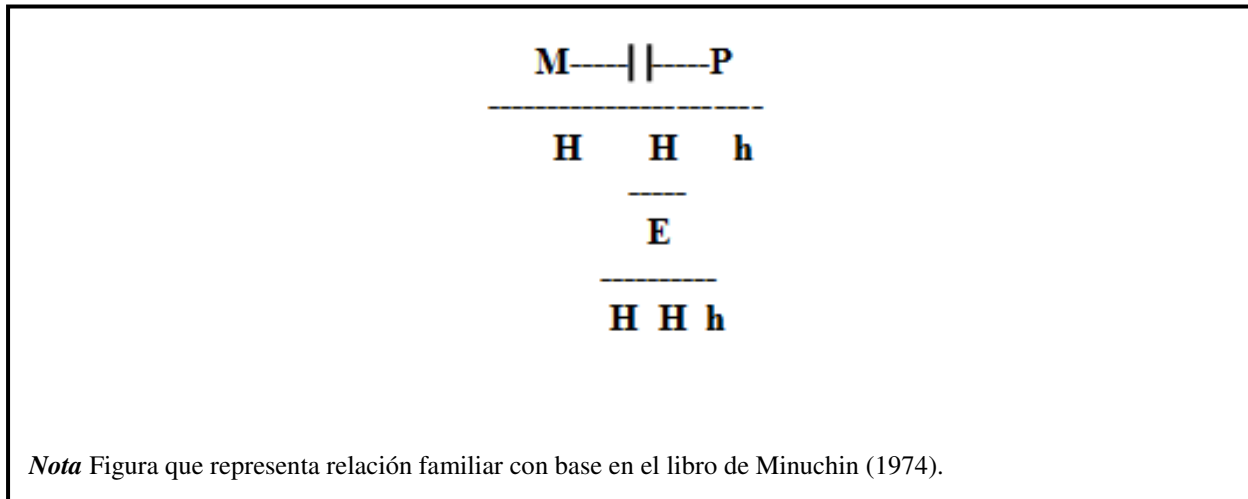 M-----| |-----P
-----------------------
H H h
-----
E
----------
H H h
Nota Figura que representa relación familiar con base en el libro de Minuchin (1974).